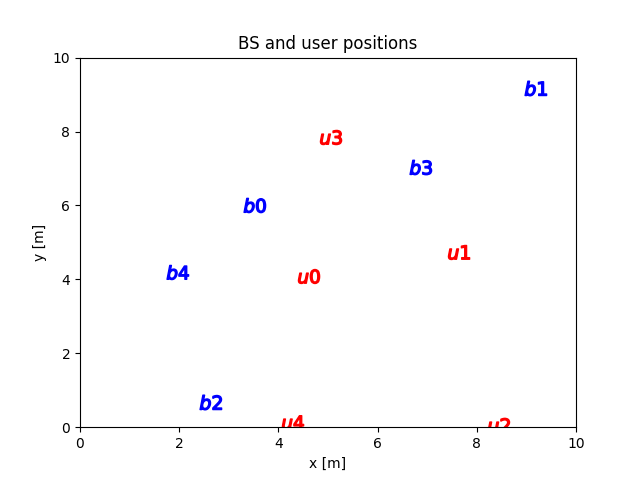 BS and user positions
10
b1
8
u3
b3
6
b0
u1
4
b4
u0
2
b2
u4
u2
0
0 2 4 6 8 10
y [m]
x [m]